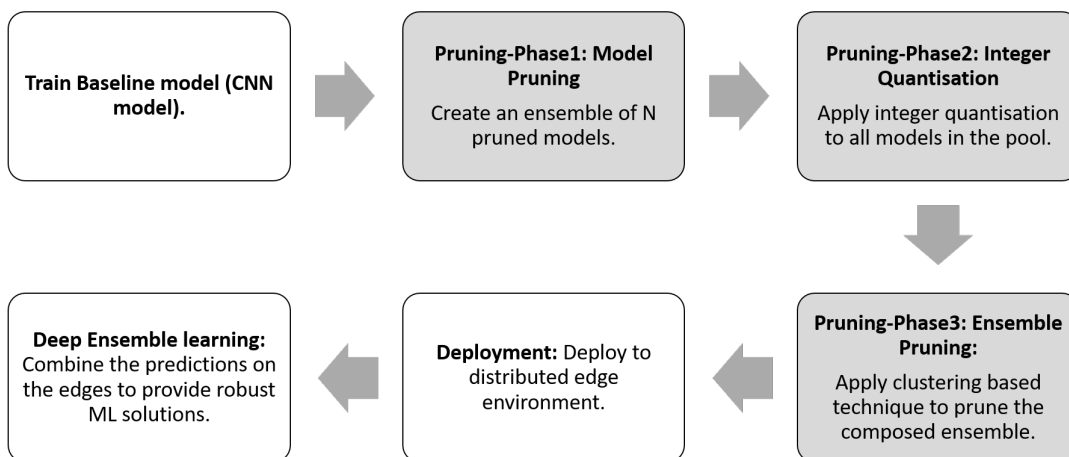 Train Baseline model (CNN
model).
Pruning-Phase1: Model
Pruning
Create an ensemble of N
pruned models.
Pruning-Phase2: Integer
Quantisation
Apply integer quantisation
to all models in the pool.
Pruning-Phase3: Ensemble
Pruning:
Apply clustering based
technique to prune the
composed ensemble.
Deployment: Deploy to
distributed edge
environment.
Deep Ensemble learning:
Combine the predictions on
the edges to provide robust
ML solutions.